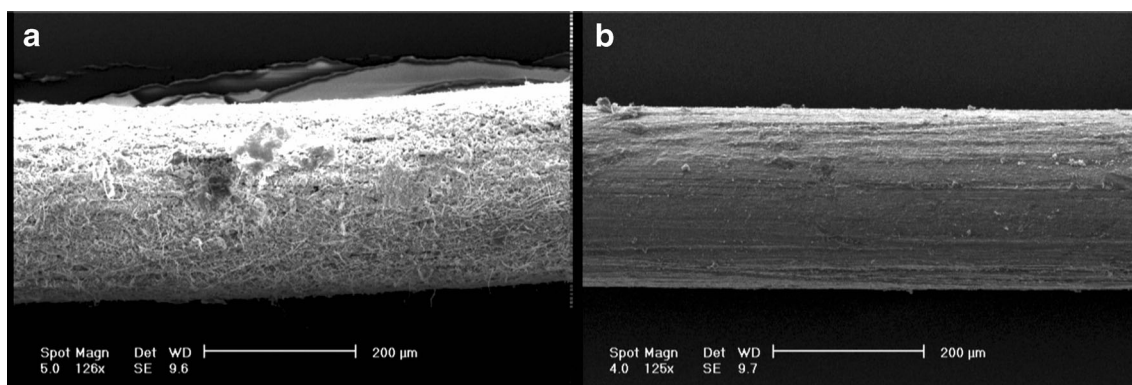 a
b
Spot Magn Det WD 200 µm
5.0 126x SE 9.6
Spot Magn Det WD 200 µm
4.0 125x SE 9.7